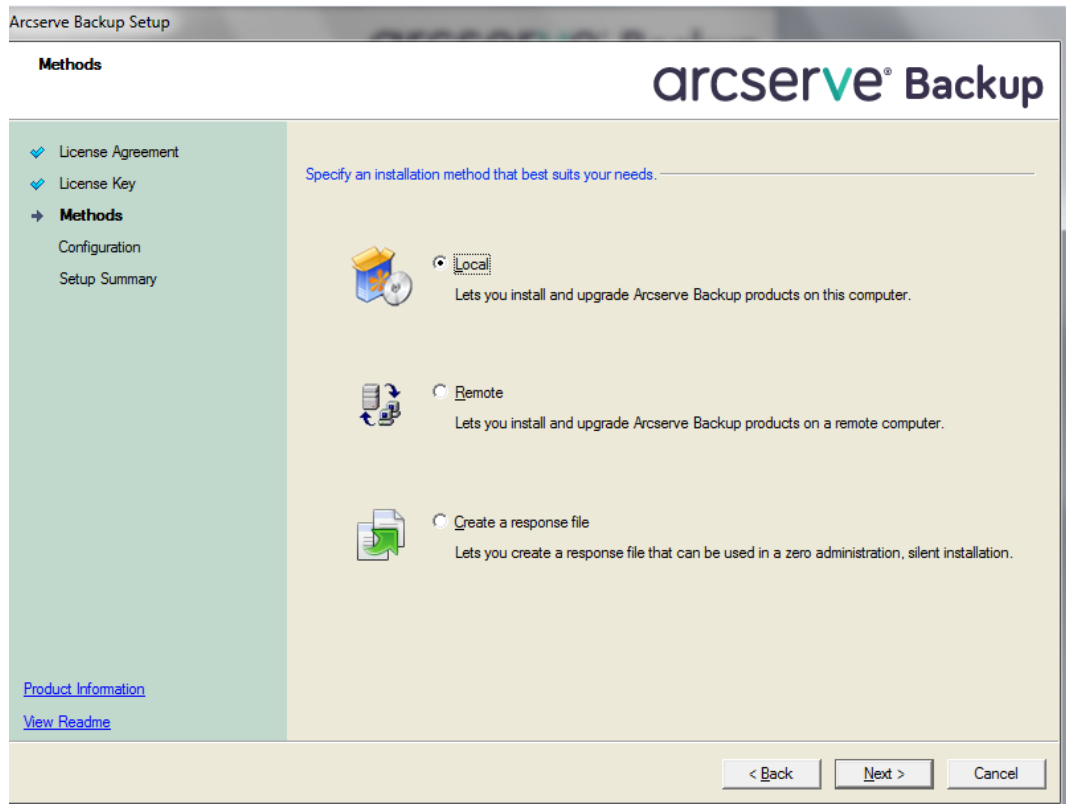 Arcserve Backup Setup
Methods
arcserve® Backup
License Agreement
License Key
Methods
Configuration
Setup Summary
Specify an installation method that best suits your needs.
Local
Lets you install and upgrade Arcserve Backup products on this computer.
Remote
Lets you install and upgrade Arcserve Backup products on a remote computer.
Create a response file
Lets you create a response file that can be used in a zero administration, silent installation.
Product Information
View Readme
< Back
Next >
Cancel